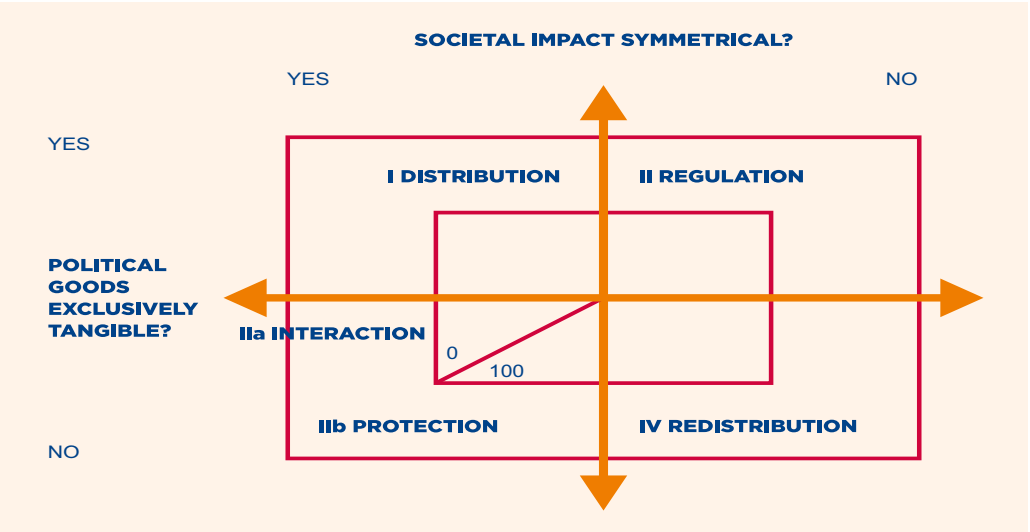 SOCIETAL IMPACT SYMMETRICAL?
YES
NO
YES
I DISTRIBUTION
II REGULATION
POLITICAL
GOODS
EXCLUSIVELY
TANGIBLE?
IIa INTERACTION
0
100
IIb PROTECTION
IV REDISTRIBUTION
NO